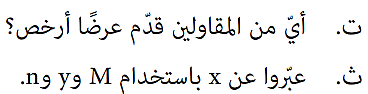 ت. أيّ من المقاولين قدّم عرضًا أرخص؟
ث. عبّروا عن x باستخدام M وy وn.